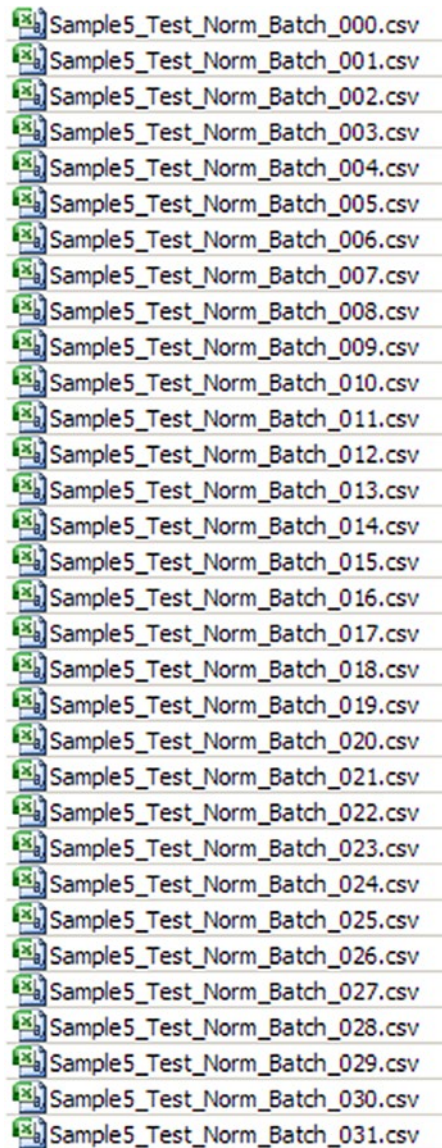 Sample5_Test_Norm_Batch_000.csv
Sample5_Test_Norm_Batch_001.csv
Sample5_Test_Norm_Batch_002.csv
Sample5_Test_Norm_Batch_003.csv
Sample5_Test_Norm_Batch_004.csv
Sample5_Test_Norm_Batch_005.csv
Sample5_Test_Norm_Batch_006.csv
Sample5_Test_Norm_Batch_007.csv
Sample5_Test_Norm_Batch_008.csv
Sample5_Test_Norm_Batch_009.csv
Sample5_Test_Norm_Batch_010.csv
Sample5_Test_Norm_Batch_011.csv
Sample5_Test_Norm_Batch_012.csv
Sample5_Test_Norm_Batch_013.csv
Sample5_Test_Norm_Batch_014.csv
Sample5_Test_Norm_Batch_015.csv
Sample5_Test_Norm_Batch_016.csv
Sample5_Test_Norm_Batch_017.csv
Sample5_Test_Norm_Batch_018.csv
Sample5_Test_Norm_Batch_019.csv
Sample5_Test_Norm_Batch_020.csv
Sample5_Test_Norm_Batch_021.csv
Sample5_Test_Norm_Batch_022.csv
Sample5_Test_Norm_Batch_023.csv
Sample5_Test_Norm_Batch_024.csv
Sample5_Test_Norm_Batch_025.csv
Sample5_Test_Norm_Batch_026.csv
Sample5_Test_Norm_Batch_027.csv
Sample5_Test_Norm_Batch_028.csv
Sample5_Test_Norm_Batch_029.csv
Sample5_Test_Norm_Batch_030.csv
Sample5_Test_Norm_Batch_031.csv